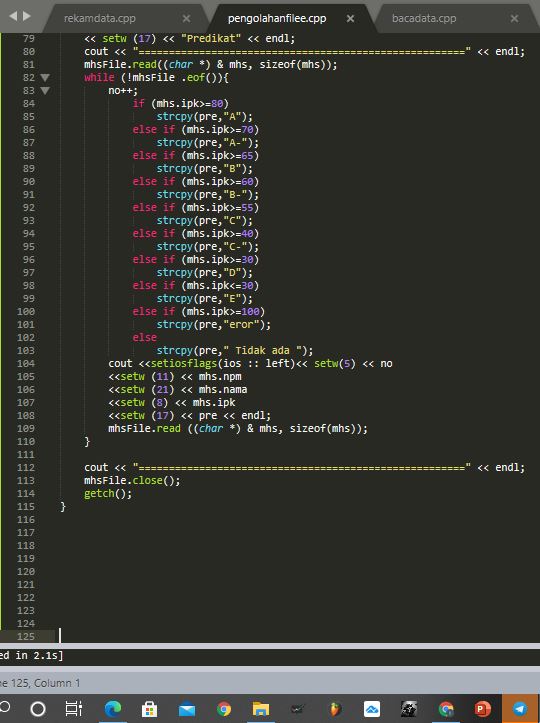 rekamdata.cpp × pengolahanfilee.cpp × bacadata.cpp ×
79 << setw (17) << "Predikat" << endl;
80 cout << "======================================================" << endl;
81 mhsFile.read((char *) & mhs, sizeof(mhs));
82 while (!mhsFile .eof()){
83 no++;
84 if (mhs.ipk>=80)
85 strcpy(pre,"A");
86 else if (mhs.ipk>=70)
87 strcpy(pre,"A-");
88 else if (mhs.ipk>=65)
89 strcpy(pre,"B");
90 else if (mhs.ipk>=60)
91 strcpy(pre,"B-");
92 else if (mhs.ipk>=55)
93 strcpy(pre,"C");
94 else if (mhs.ipk>=40)
95 strcpy(pre,"C-");
96 else if (mhs.ipk>=30)
97 strcpy(pre,"D");
98 else if (mhs.ipk<=30)
99 strcpy(pre,"E");
100 else if (mhs.ipk>=100)
101 strcpy(pre,"eror");
102 else
103 strcpy(pre," Tidak ada ");
104 cout <<setiosflags(ios :: left)<< setw(5) << no
105 <<setw (11) << mhs.npm
106 <<setw (21) << mhs.nama
107 <<setw (8) << mhs.ipk
108 <<setw (17) << pre << endl;
109 mhsFile.read ((char *) & mhs, sizeof(mhs));
110 }
111
112 cout << "======================================================" << endl;
113 mhsFile.close();
114 getch();
115 }
116
117
118
119
120
121
122
123
124
125
ed in 2.1s]
ne 125, Column 1